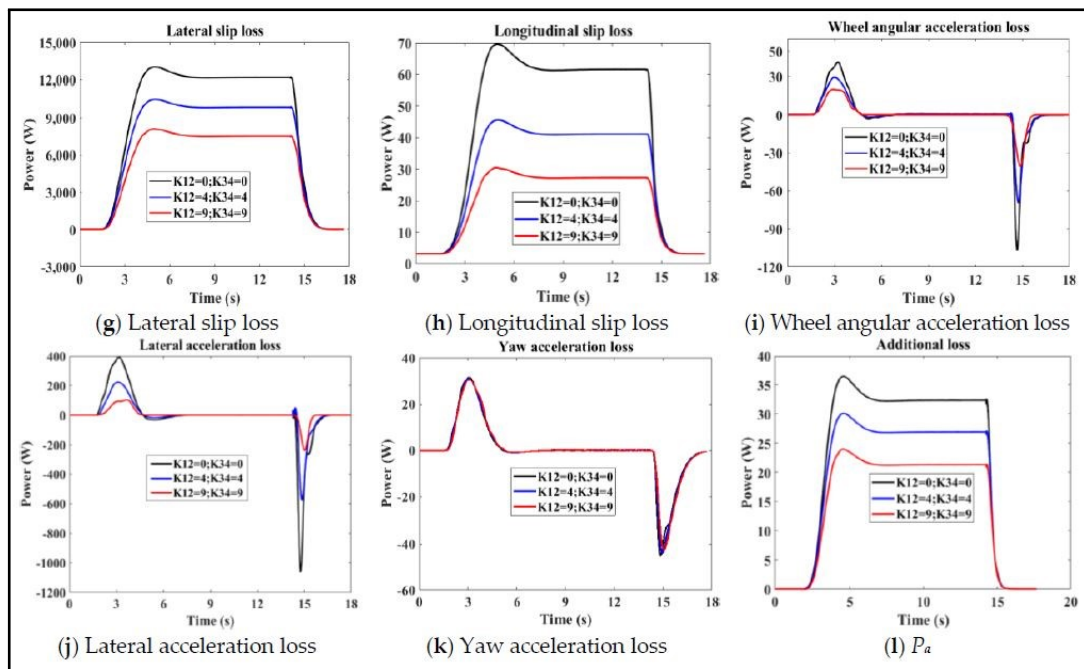 Lateral slip loss
15,000
12,000
9,000
6,000
3,000
0
-3,000
Power (W)
K12=0;K34=0
K12=4;K34=4
K12=9;K34=9
0 3 6 9 12 15 18
Time (s)
(g) Lateral slip loss
Longitudinal slip loss
70
60
50
40
30
20
10
0
Power (W)
K12=0;K34=0
K12=4;K34=4
K12=9;K34=9
0 3 6 9 12 15 18
Time (s)
(h) Longitudinal slip loss
Wheel angular acceleration loss
50
30
0
-30
-60
-90
-120
Power (W)
K12=0;K34=0
K12=4;K34=4
K12=9;K34=9
0 3 6 9 12 15 18
Time (s)
(i) Wheel angular acceleration loss
Lateral acceleration loss
400
200
0
-200
-400
-600
-800
-1000
-1200
Power (W)
K12=0;K34=0
K12=4;K34=4
K12=9;K34=9
0 3 6 9 12 15 18
Time (s)
(j) Lateral acceleration loss
Yaw acceleration loss
40
20
0
-20
-40
-60
Power (W)
K12=0;K34=0
K12=4;K34=4
K12=9;K34=9
0 3 6 9 12 15 18
Time (s)
(k) Yaw acceleration loss
Additional loss
40
35
30
25
20
15
10
5
0
Power (W)
K12=0;K34=0
K12=4;K34=4
K12=9;K34=9
0 5 10 15 20
Time (s)
(l) Pa